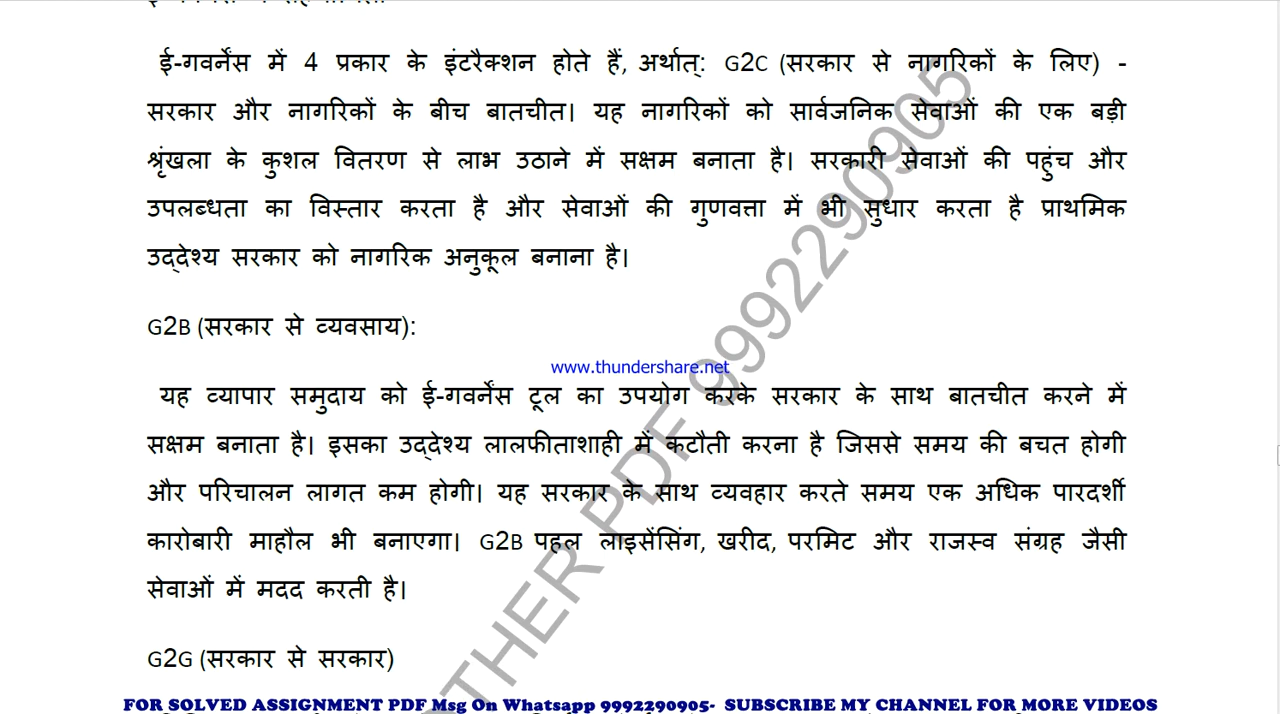 ई-गवर्नेंस में 4 प्रकार के इंटरैक्शन होते हैं, अर्थात्: G2C (सरकार से नागरिकों के लिए) -
सरकार और नागरिकों के बीच बातचीत। यह नागरिकों को सार्वजनिक सेवाओं की एक बड़ी
श्रृंखला के कुशल वितरण से लाभ उठाने में सक्षम बनाता है। सरकारी सेवाओं की पहुंच और
उपलब्धता का विस्तार करता है और सेवाओं की गुणवत्ता में भी सुधार करता है प्राथमिक
उद्देश्य सरकार को नागरिक अनुकूल बनाना है।
G2B (सरकार से व्यवसाय):
www.thundershare.net
यह व्यापार समुदाय को ई-गवर्नेंस टूल का उपयोग करके सरकार के साथ बातचीत करने में
सक्षम बनाता है। इसका उद्देश्य लालफीताशाही में कटौती करना है जिससे समय की बचत होगी
और परिचालन लागत कम होगी। यह सरकार के साथ व्यवहार करते समय एक अधिक पारदर्शी
कारोबारी माहौल भी बनाएगा। G2B पहल लाइसेंसिंग, खरीद, परमिट और राजस्व संग्रह जैसी
सेवाओं में मदद करती है।
G2G (सरकार से सरकार)
THER PDF 9992290905
FOR SOLVED ASSIGNMENT PDF Msg On Whatsapp 9992290905- SUBSCRIBE MY CHANNEL FOR MORE VIDEOS